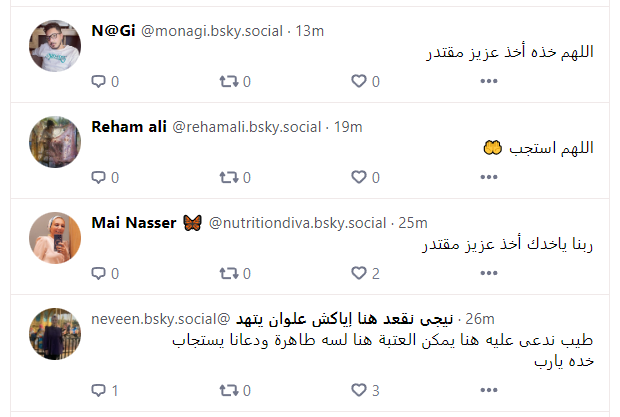 N@Gi @monagi.bsky.social · 13m
اللهم خذه أخذ عزيز مقتدر
0 0 0
Reham ali @rehamali.bsky.social · 19m
اللهم استجب 🤲
0 0 0
Mai Nasser 🦋 @nutritiondiva.bsky.social · 25m
ربنا ياخدك أخذ عزيز مقتدر
0 0 2
نيجي نقعد هنا إياكش علوان يتهد @neveen.bsky.social · 26m
طيب ندعى عليه هنا يمكن العتبة هنا لسه طاهرة ودعانا يستجاب
خده يارب
1 0 3